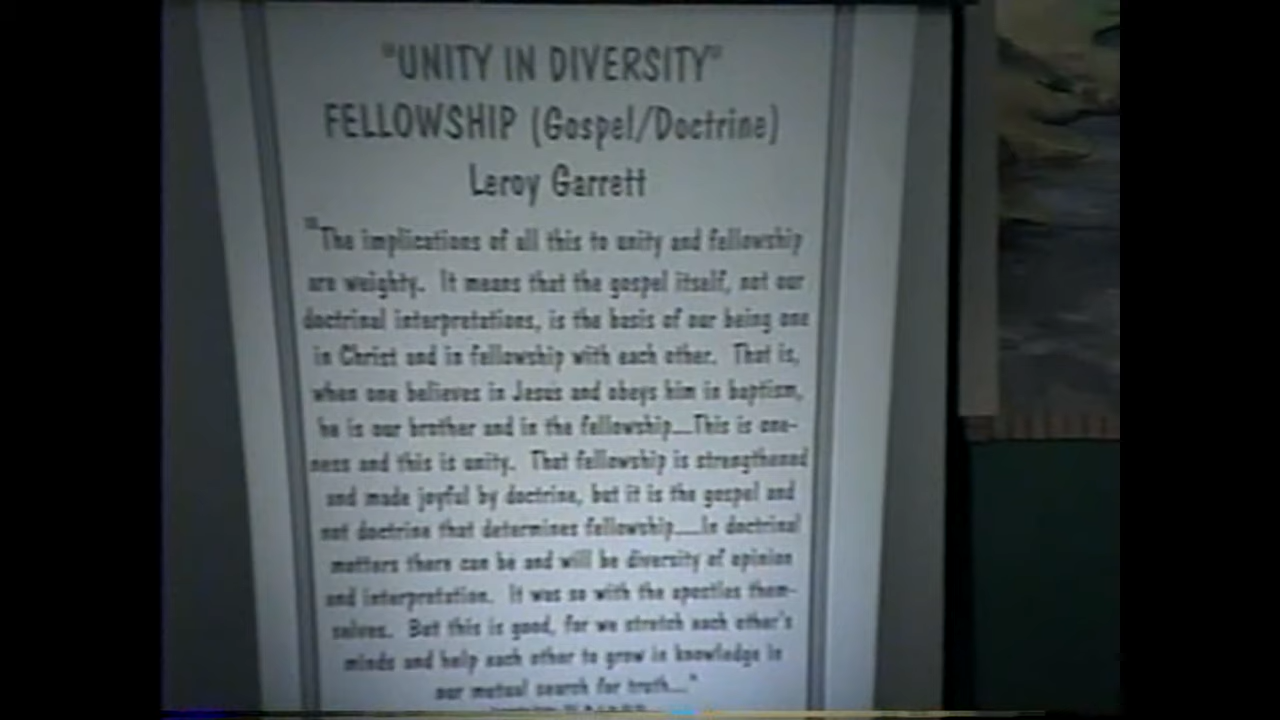 "UNITY IN DIVERSITY"
FELLOWSHIP (Gospel/Doctrine)
Leroy Garrett
"The implications of all this to unity and fellowship
are weighty. It means that the gospel itself, not our
doctrinal interpretations, is the basis of our being one
in Christ and in fellowship with each other. That is,
when one believes in Jesus and obeys him in baptism,
he is our brother and in the fellowship....This is one-
ness and this is unity. That fellowship is strengthened
and made joyful by doctrine, but it is the gospel and
not doctrine that determines fellowship.....In doctrinal
matters there can be and will be diversity of opinion
and interpretation. It was so with the apostles them-
selves. But this is good, for we stretch each other's
minds and help each other to grow in knowledge in
our mutual search for truth..."